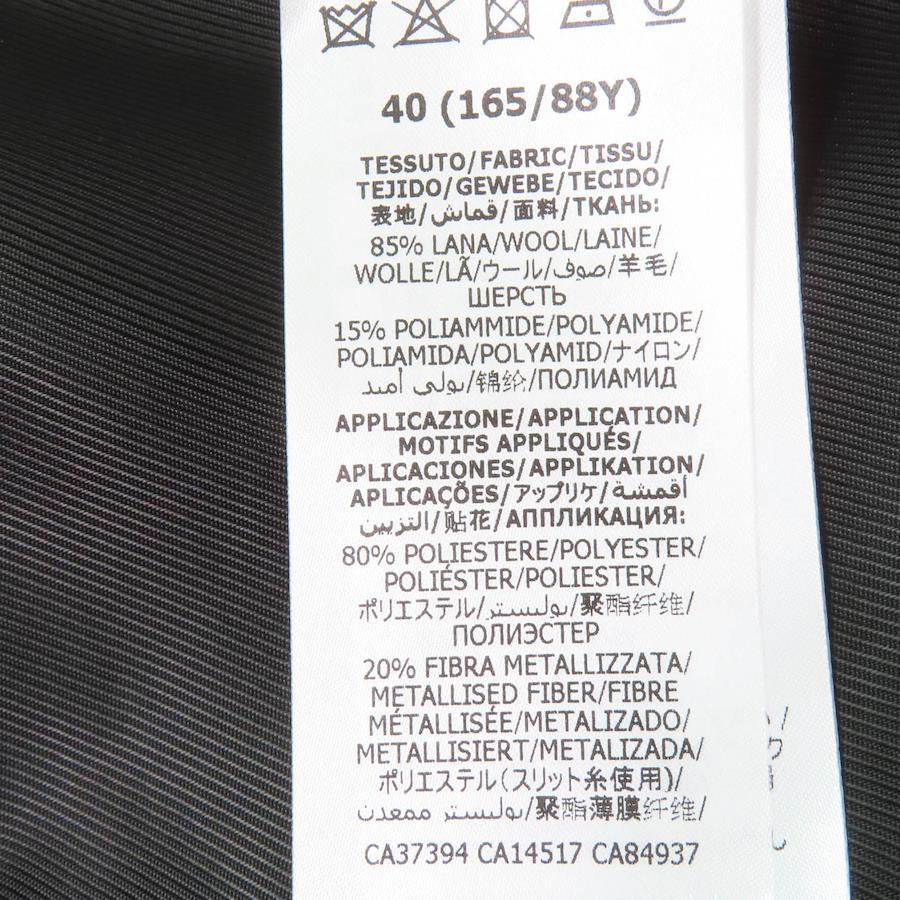 40 (165/88Y)
TESSUTO/FABRIC/TISSU/
TEJIDO/GEWEBE/TECIDO/
表地/قماش/面料/ТКАНЬ:
85% LANA/WOOL/LAINE/
WOLLE/LÃ/ウール/صوف/羊毛/
ШЕРСТЬ
15% POLIAMMIDE/POLYAMIDE/
POLIAMIDA/POLYAMID/ナイロン/
بولي أميد/锦纶/ПОЛИАМИД
APPLICAZIONE/APPLICATION/
MOTIFS APPLIQUÉS/
APLICACIONES/APPLIKATION/
APLICAÇÕES/アップリケ/أقمشة
التزيين/贴花/АППЛИКАЦИЯ:
80% POLIESTERE/POLYESTER/
POLIÉSTER/POLIESTER/
ポリエステル/بوليستر/聚酯纤维/
ПОЛИЭСТЕР
20% FIBRA METALLIZZATA/
METALLISED FIBER/FIBRE
MÉTALLISÉE/METALIZADO/
METALLISIERT/METALIZADA/
ポリエステル(スリット糸使用)/
بوليستر ممعدن/聚酯薄膜纤维/
CA37394 CA14517 CA84937